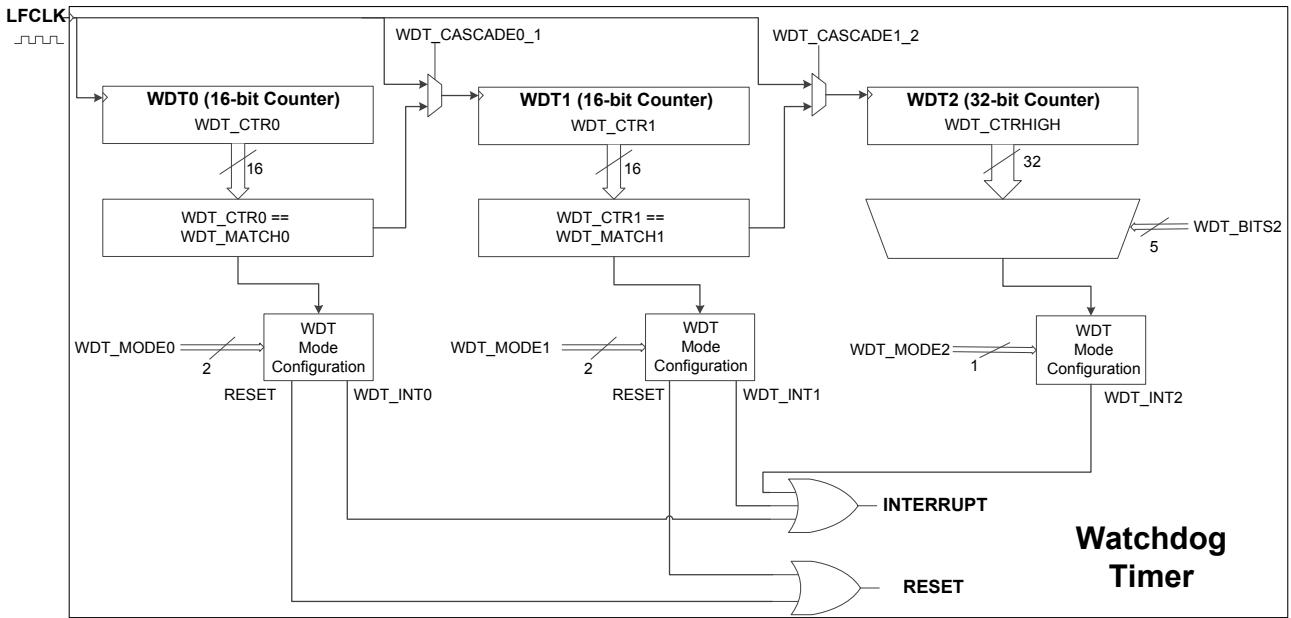 LFCLK
WDT_CASCADE0_1
WDT_CASCADE1_2
WDT0 (16-bit Counter)
WDT_CTR0
WDT1 (16-bit Counter)
WDT_CTR1
WDT2 (32-bit Counter)
WDT_CTRHIGH
16
16
32
WDT_CTR0 ==
WDT_MATCH0
WDT_CTR1 ==
WDT_MATCH1
WDT_BITS2
5
WDT_MODE0
2
WDT
Mode
Configuration
WDT_MODE1
2
WDT
Mode
Configuration
WDT_MODE2
1
WDT
Mode
Configuration
RESET
WDT_INT0
RESET
WDT_INT1
WDT_INT2
INTERRUPT
RESET
Watchdog
Timer